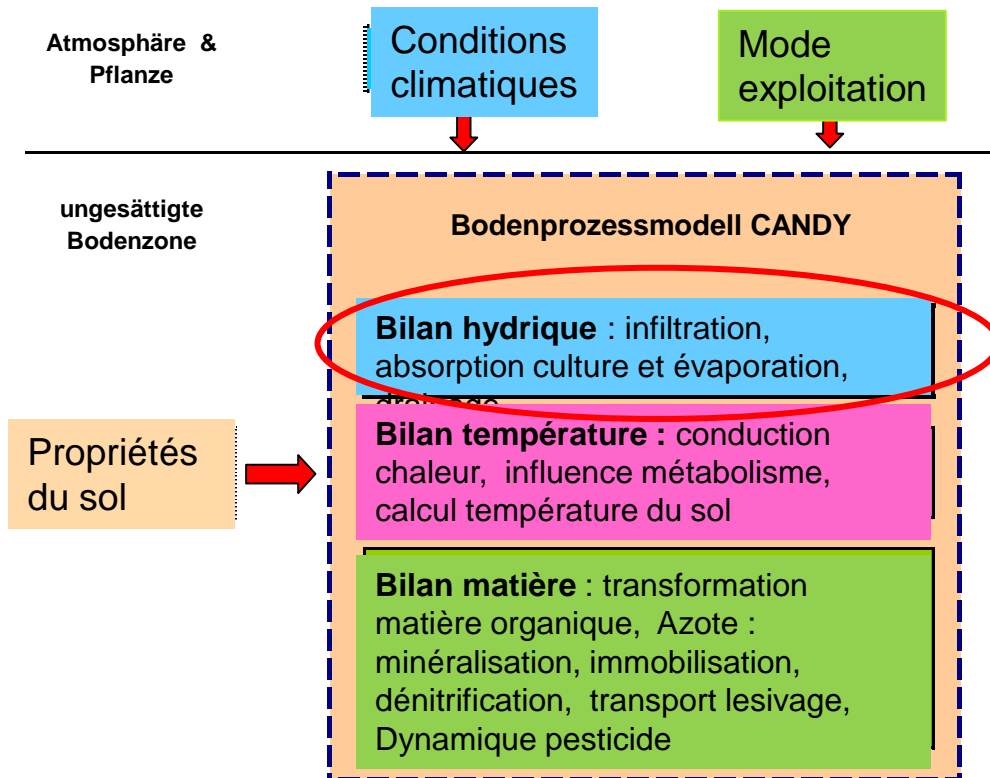 Atmosphäre &
Pflanze
Conditions
climatiques
Mode
exploitation
ungesättigte
Bodenzone
Bodenprozessmodell CANDY
Bilan hydrique : infiltration,
absorption culture et évaporation,
drainage
Propriétés
du sol
Bilan température : conduction
chaleur, influence métabolisme,
calcul température du sol
Bilan matière : transformation
matière organique, Azote :
minéralisation, immobilisation,
dénitrification, transport lesivage,
Dynamique pesticide